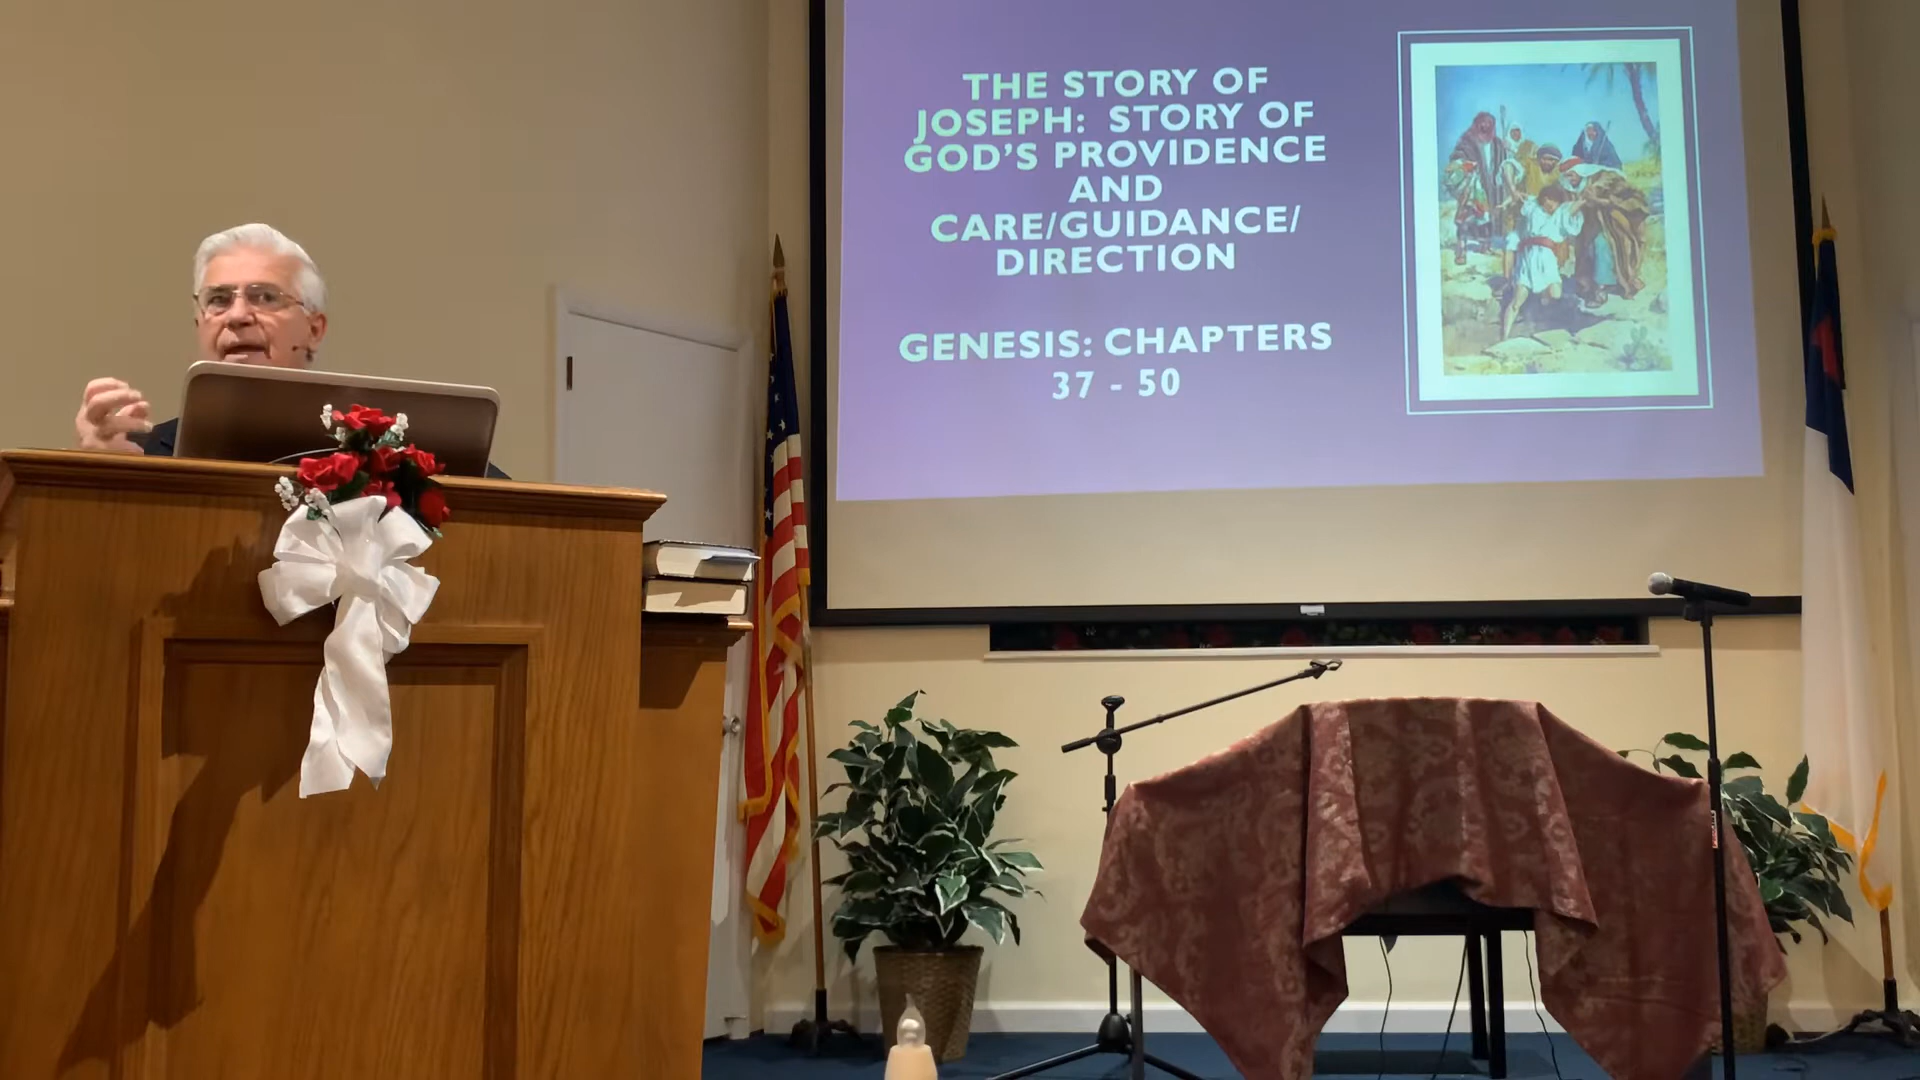 THE STORY OF
JOSEPH: STORY OF
GOD'S PROVIDENCE
AND
CARE/GUIDANCE/
DIRECTION
GENESIS: CHAPTERS
37 - 50